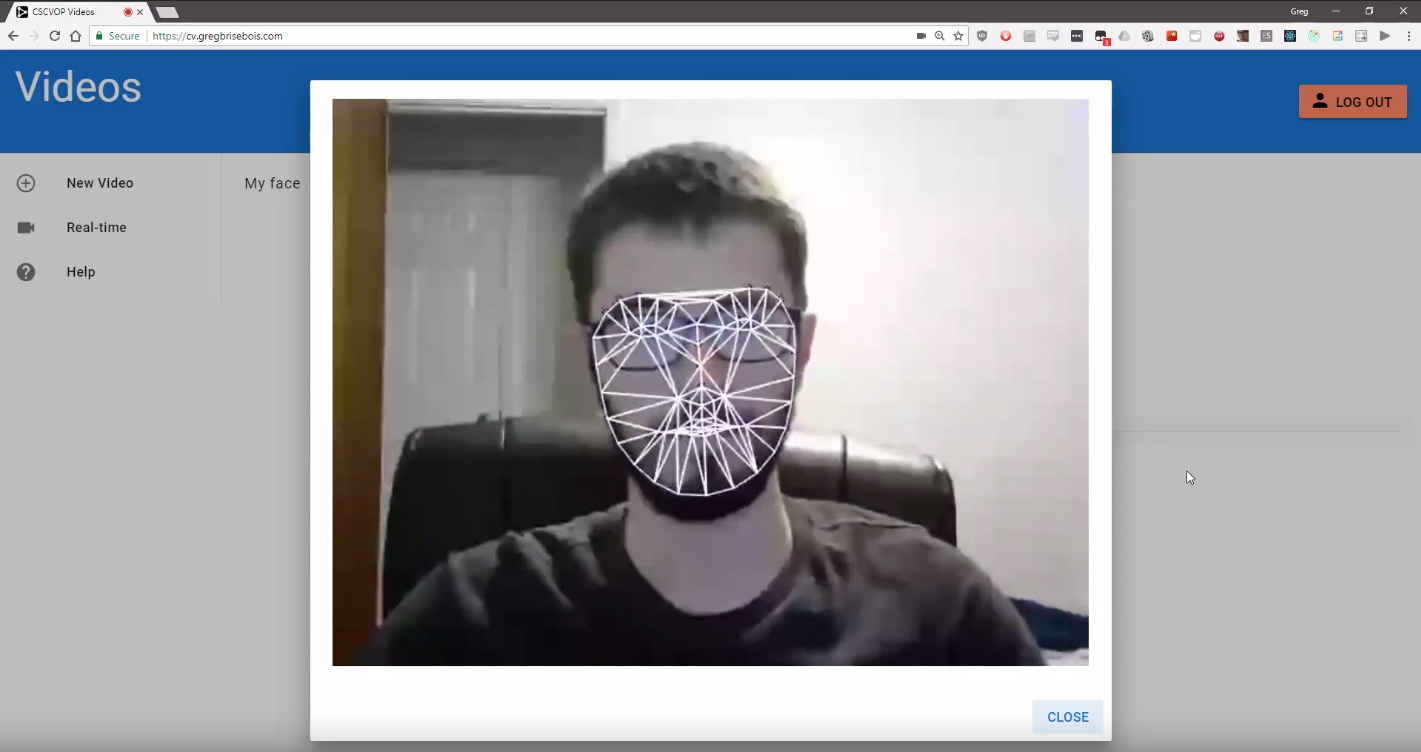 CSCVOP Videos
Greg
Secure
https://cv.gregbrisebois.com
3
Videos
LOG OUT
New Video
My face
Real-time
Help
CLOSE